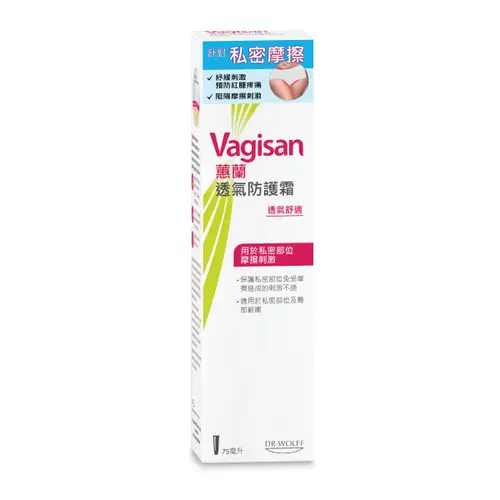 針對 私密摩擦
✓ 紓緩刺激
預防紅腫疼痛
✓ 阻隔摩擦刺激
Vagisan
蕙蘭
透氣防護霜
透氣舒適
用於私密部位
摩擦刺激
• 保護私密部位免受摩
擦造成的刺激不適
• 適用於私密部位及臀
部範圍
75毫升
DR·WOLFF